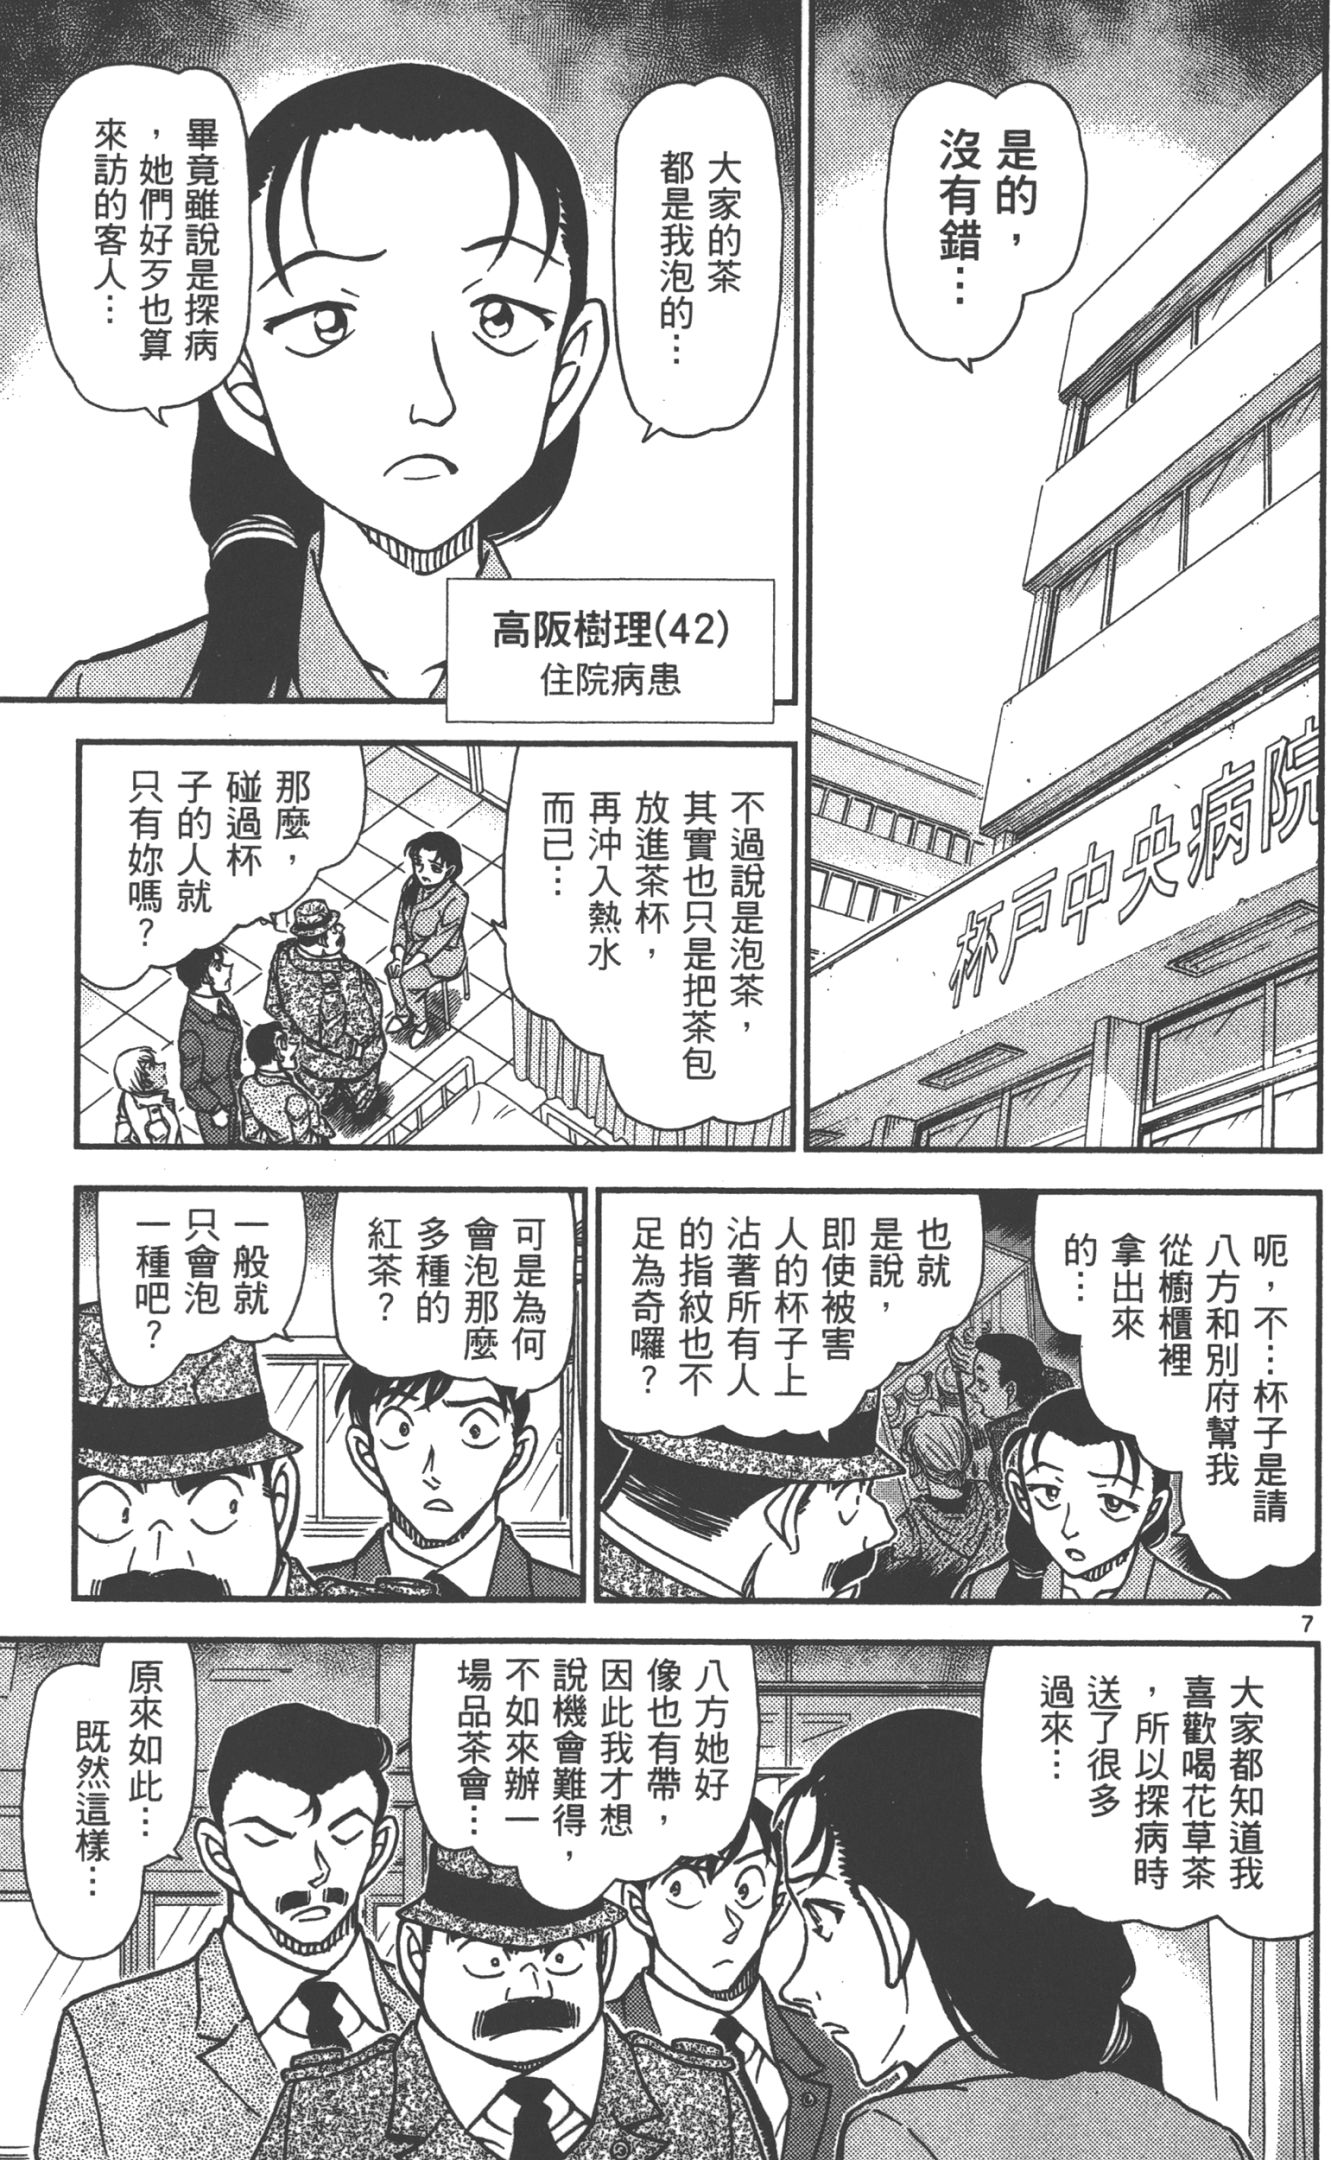 是的，
沒有錯…
杯戶中央病院
大家的茶
都是我泡的…
畢竟雖說是探病
，她們好歹也算
來訪的客人…
高阪樹理(42)
住院病患
不過說是泡茶，
其實也只是把茶包
放進茶杯，
再沖入熱水
而已…
那麼，
碰過杯
子的人就
只有妳嗎？
呃，不…杯子是請
八方和別府幫我
從櫥櫃裡
拿出來
的…
也就
是說，
即使被害
人的杯子上
沾著所有人
的指紋也不
足為奇囉？
可是為何
會泡那麼
多種的
紅茶？
一般就
只會泡
一種吧？
7
大家都知道我
喜歡喝花草茶
，所以探病時
送了很多
過來…
八方她好
像也有帶，
因此我才想
說機會難得，
不如來辦一
場品茶會…
原來如此…
既然這樣…